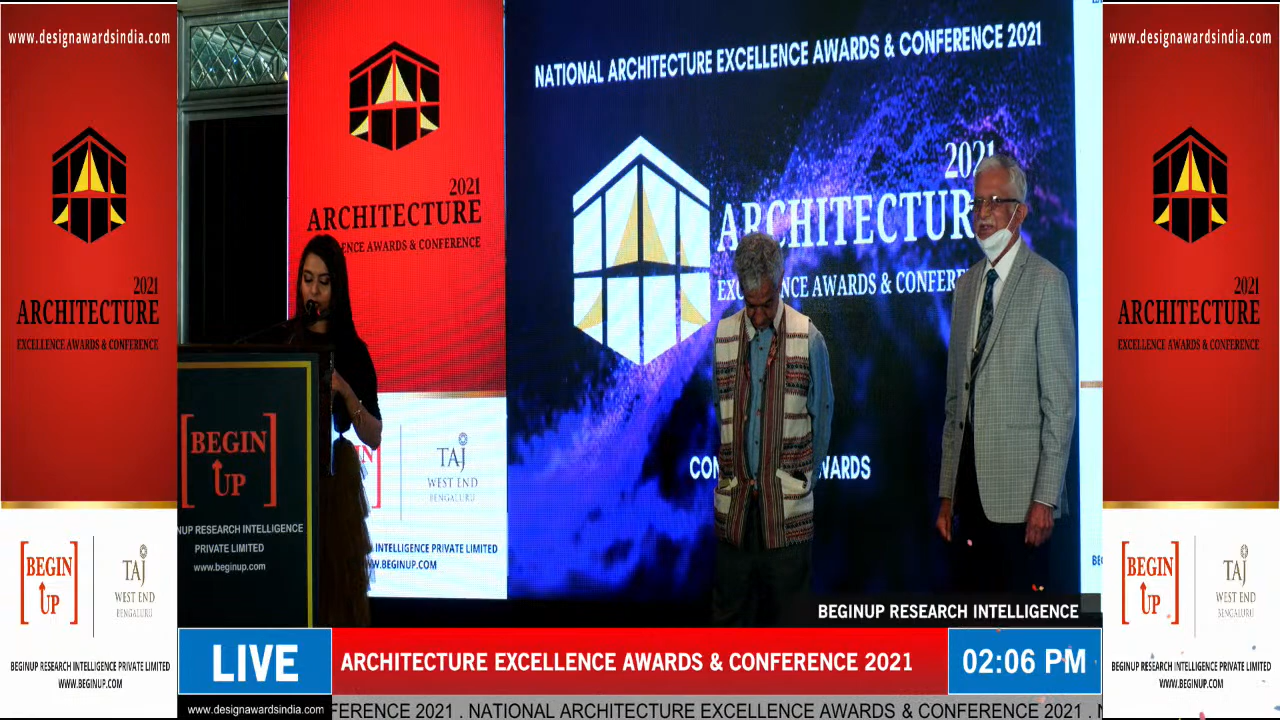 www.designawardsindia.com
2021
ARCHITECTURE
EXCELLENCE AWARDS & CONFERENCE
BEGIN
UP
TAJ
WEST END
BENGALURU
BEGINUP RESEARCH INTELLIGENCE PRIVATE LIMITED
WWW.BEGINUP.COM
2021
ARCHITECTURE
ENCE AWARDS & CONFERENCE
IN
TAJ
WEST END
BENGALURU
INTELLIGENCE PRIVATE LIMITED
W.BEGINUP.COM
BEGIN
UP
NUP RESEARCH INTELLIGENCE
PRIVATE LIMITED
www.beginup.com
NATIONAL ARCHITECTURE EXCELLENCE AWARDS & CONFERENCE 2021
2021
ARCHITECTUR
EXCELLENCE AWARDS & CONFER
CON WARDS
BEGINUP RESEARCH INTELLIGENCE
LIVE
ARCHITECTURE EXCELLENCE AWARDS & CONFERENCE 2021
02:06 PM
www.designawardsindia.com
FERENCE 2021 . NATIONAL ARCHITECTURE EXCELLENCE AWARDS & CONFERENCE 2021 .
www.designawardsindia.com
2021
ARCHITECTURE
EXCELLENCE AWARDS & CONFERENCE
BEGIN
UP
TAJ
WEST END
BENGALURU
BEGINUP RESEARCH INTELLIGENCE PRIVATE LIMITED
WWW.BEGINUP.COM